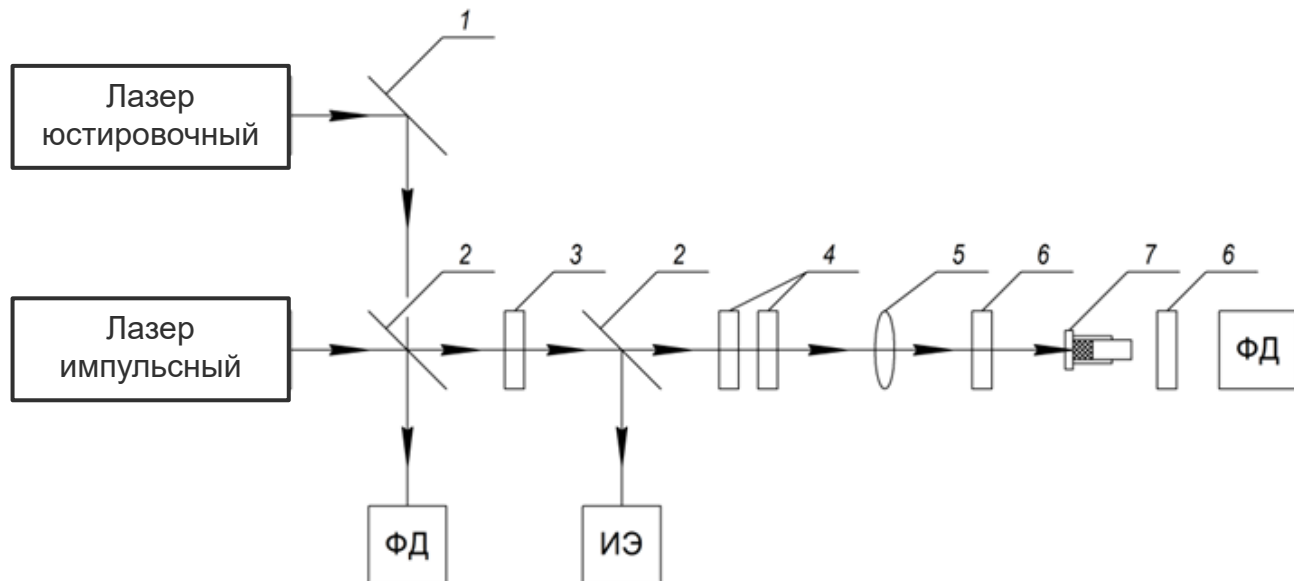 1
Лазер
юстировочный
2 3 2 4 5 6 7 6
Лазер
импульсный
ФД
ФД ИЭ